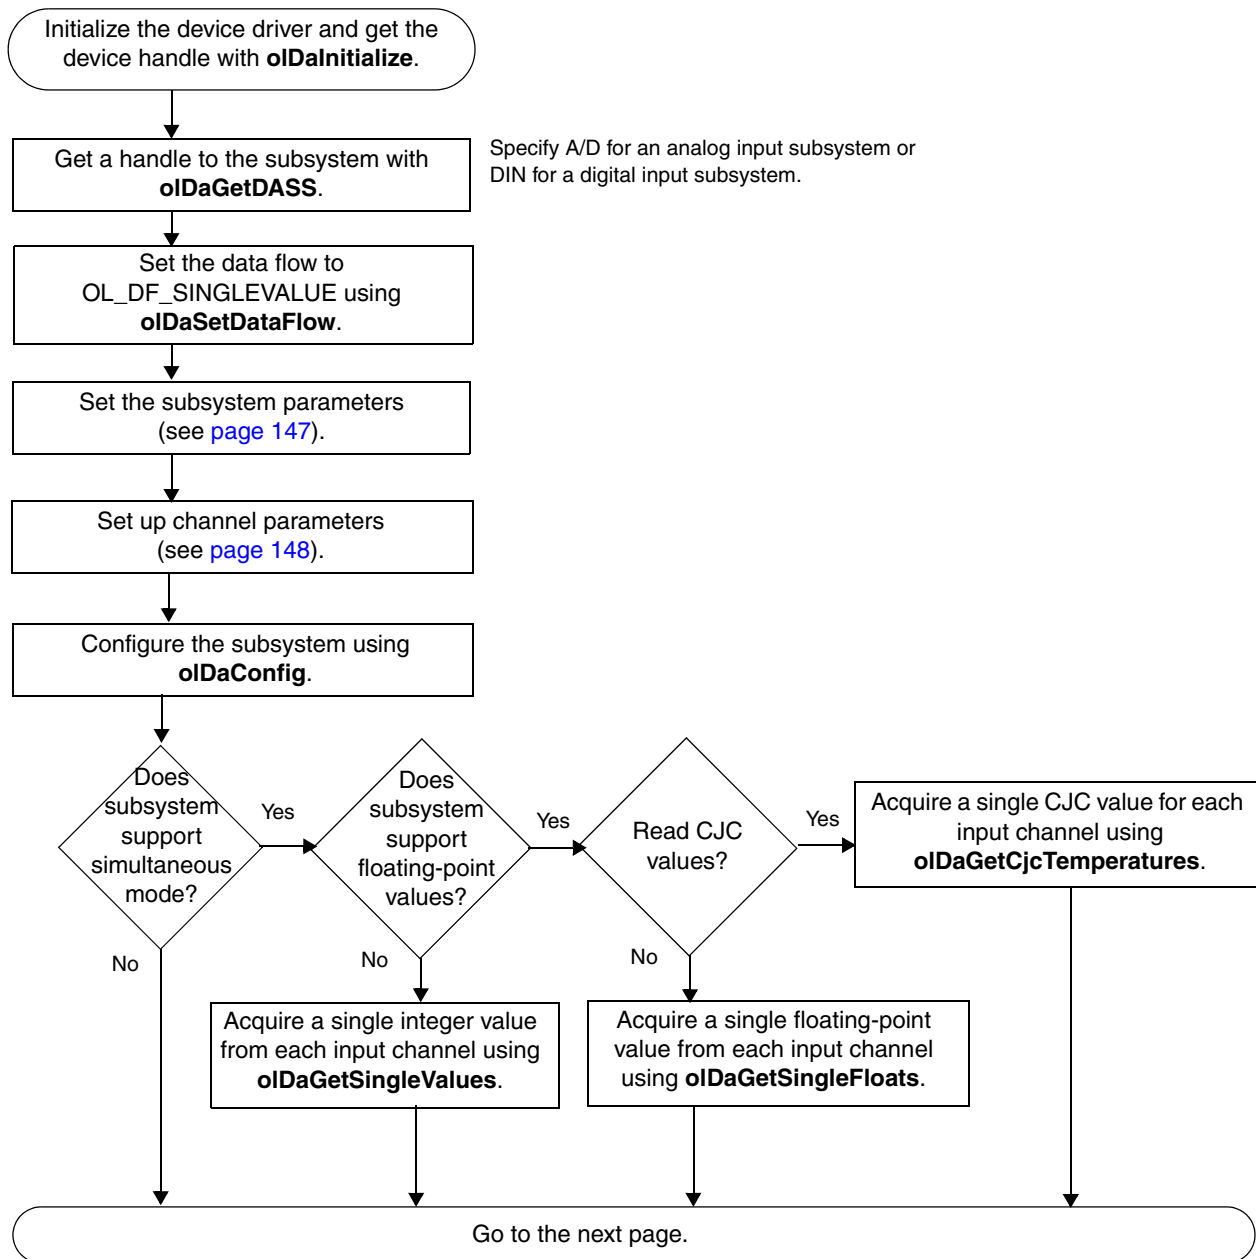 Initialize the device driver and get the
device handle with olDaInitialize.
Get a handle to the subsystem with
olDaGetDASS.
Specify A/D for an analog input subsystem or
DIN for a digital input subsystem.
Set the data flow to
OL_DF_SINGLEVALUE using
olDaSetDataFlow.
Set the subsystem parameters
(see page 147).
Set up channel parameters
(see page 148).
Configure the subsystem using
olDaConfig.
Does
subsystem
support
simultaneous
mode?
Yes
No
Does
subsystem
support
floating-point
values?
Yes
No
Read CJC
values?
Yes
No
Acquire a single CJC value for each
input channel using
olDaGetCjcTemperatures.
Acquire a single integer value
from each input channel using
olDaGetSingleValues.
Acquire a single floating-point
value from each input channel
using olDaGetSingleFloats.
Go to the next page.